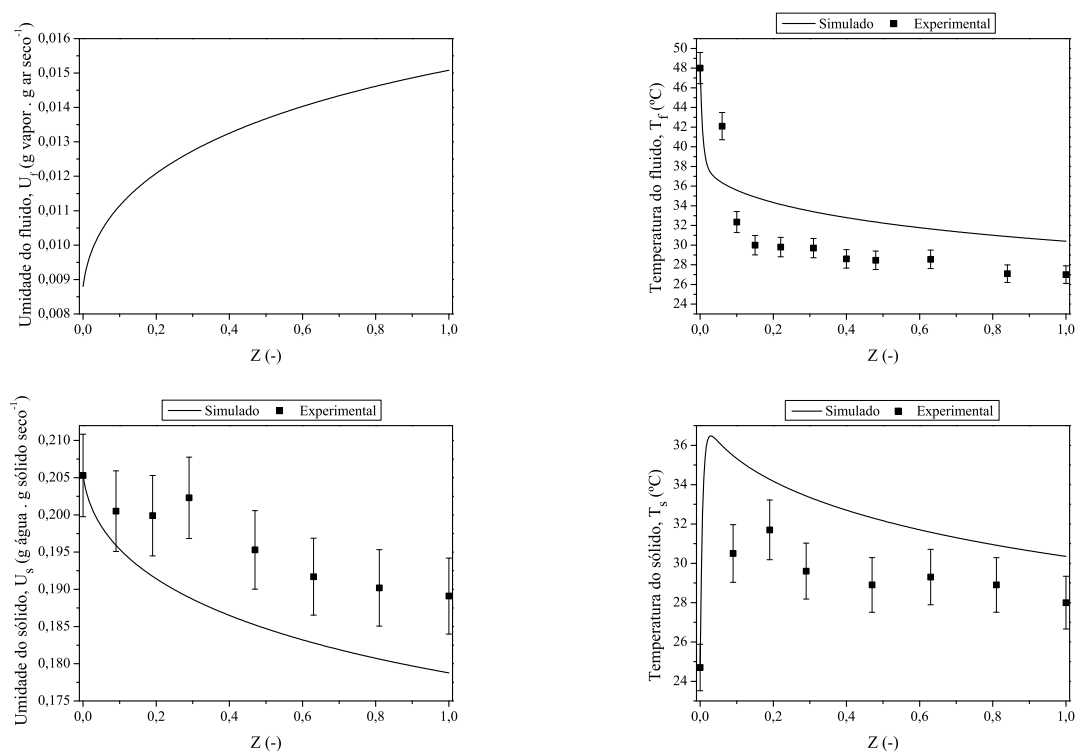 0,016
0,015
0,014
0,013
0,012
0,011
0,010
0,009
0,008
Umidade do fluido, U_f (g vapor . g ar seco⁻¹)
0,0 0,2 0,4 0,6 0,8 1,0
Z (-)
Simulado Experimental
50
48
46
44
42
40
38
36
34
32
30
28
26
24
Temperatura do fluido, T_f (ºC)
0,0 0,2 0,4 0,6 0,8 1,0
Z (-)
Simulado Experimental
0,210
0,205
0,200
0,195
0,190
0,185
0,180
0,175
Umidade do sólido, U_s (g água . g sólido seco⁻¹)
0,0 0,2 0,4 0,6 0,8 1,0
Z (-)
Simulado Experimental
36
34
32
30
28
26
24
Temperatura do sólido, T_s (ºC)
0,0 0,2 0,4 0,6 0,8 1,0
Z (-)